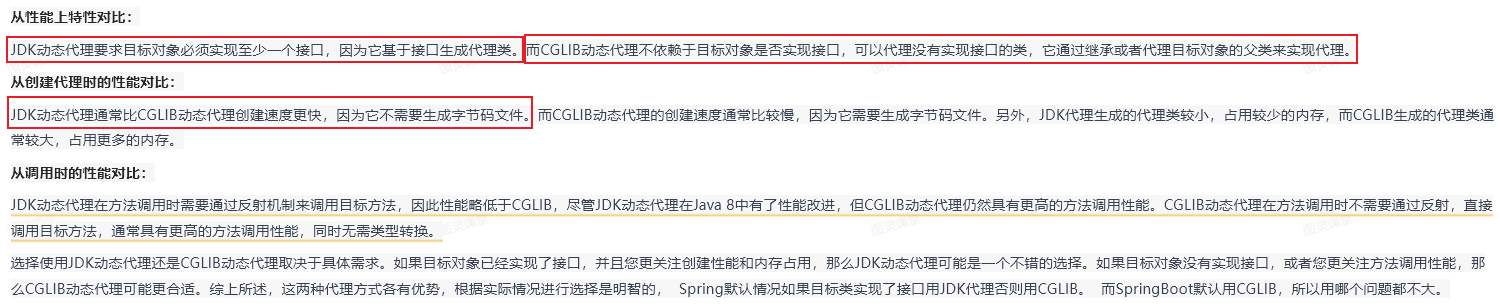 从性能上特性对比：
JDK动态代理要求目标对象必须实现至少一个接口，因为它基于接口生成代理类。而CGLIB动态代理不依赖于目标对象是否实现接口，可以代理没有实现接口的类，它通过继承或者代理目标对象的父类来实现代理。
从创建代理时的性能对比：
JDK动态代理通常比CGLIB动态代理创建速度更快，因为它不需要生成字节码文件。而CGLIB动态代理的创建速度通常比较慢，因为它需要生成字节码文件。另外，JDK代理生成的代理类较小，占用较少的内存，而CGLIB生成的代理类通
常较大，占用更多的内存。
从调用时的性能对比：
JDK动态代理在方法调用时需要通过反射机制来调用目标方法，因此性能略低于CGLIB，尽管JDK动态代理在Java 8中有了性能改进，但CGLIB动态代理仍然具有更高的方法调用性能。CGLIB动态代理在方法调用时不需要通过反射，直接
调用目标方法，通常具有更高的方法调用性能，同时无需类型转换。
选择使用JDK动态代理还是CGLIB动态代理取决于具体需求。如果目标对象已经实现了接口，并且您更关注创建性能和内存占用，那么JDK动态代理可能是一个不错的选择。如果目标对象没有实现接口，或者您更关注方法调用性能，那
么CGLIB动态代理可能更合适。综上所述，这两种代理方式各有优势，根据实际情况进行选择是明智的， Spring默认情况如果目标类实现了接口用JDK代理否则用CGLIB。 而SpringBoot默认用CGLIB，所以用哪个问题都不大。